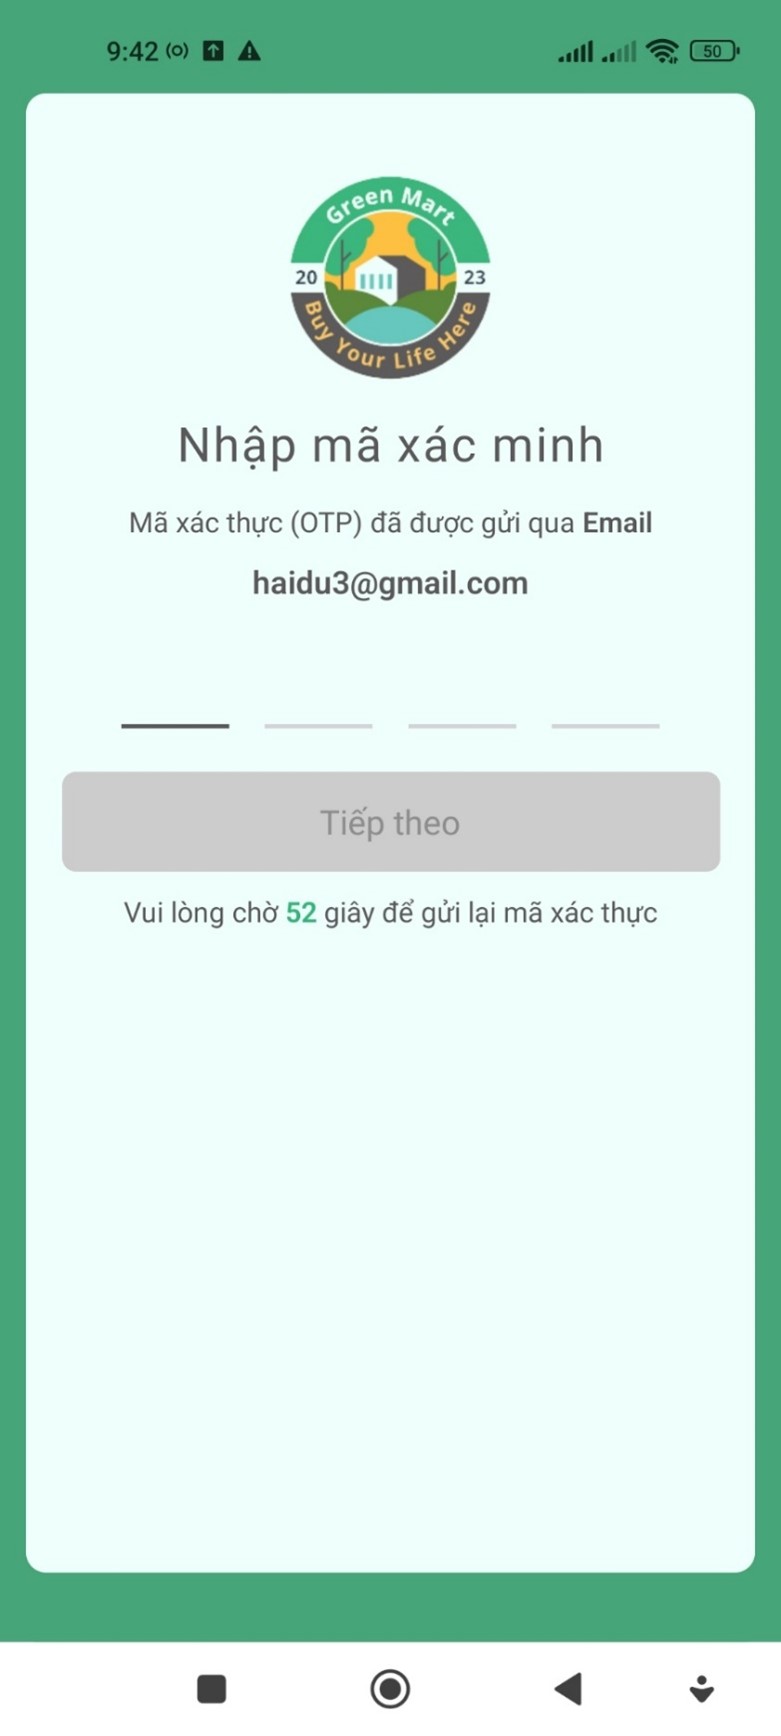 9:42
50
Green Mart
20 23
Buy Your Life Here
Nhập mã xác minh
Mã xác thực (OTP) đã được gửi qua Email
haidu3@gmail.com
Tiếp theo
Vui lòng chờ 52 giây để gửi lại mã xác thực